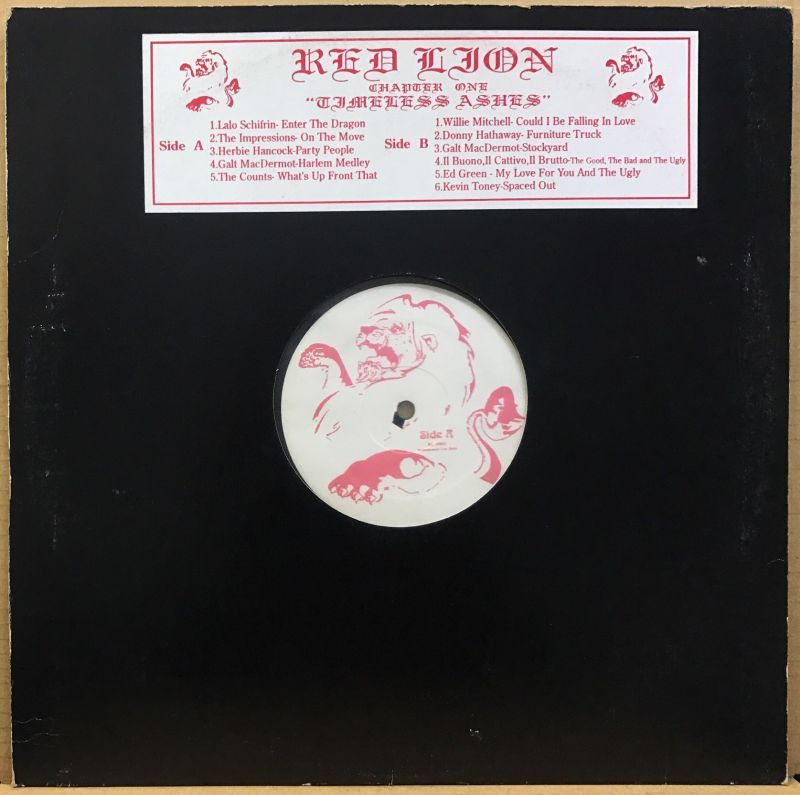 RED LION
CHAPTER ONE
"TIMELESS ASHES"
Side A
1.Lalo Schifrin- Enter The Dragon
2.The Impressions- On The Move
3.Herbie Hancock-Party People
4.Galt MacDermot-Harlem Medley
5.The Counts- What's Up Front That
Side B
1.Willie Mitchell- Could I Be Falling In Love
2.Donny Hathaway- Furniture Truck
3.Galt MacDermot-Stockyard
4.Il Buono,Il Cattivo,Il Brutto-The Good, The Bad and The Ugly
5.Ed Green - My Love For You And The Ugly
6.Kevin Toney-Spaced Out
Side A